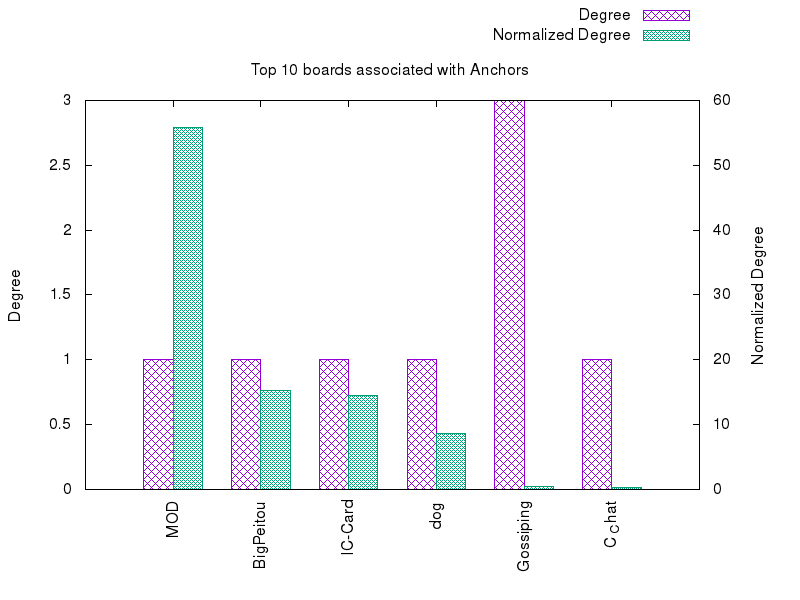 Degree
Normalized Degree
Top 10 boards associated with Anchors
3
2.5
2
1.5
1
0.5
0
60
50
40
30
20
10
0
Degree
Normalized Degree
MOD
BigPeitou
IC-Card
dog
Gossiping
C_Chat